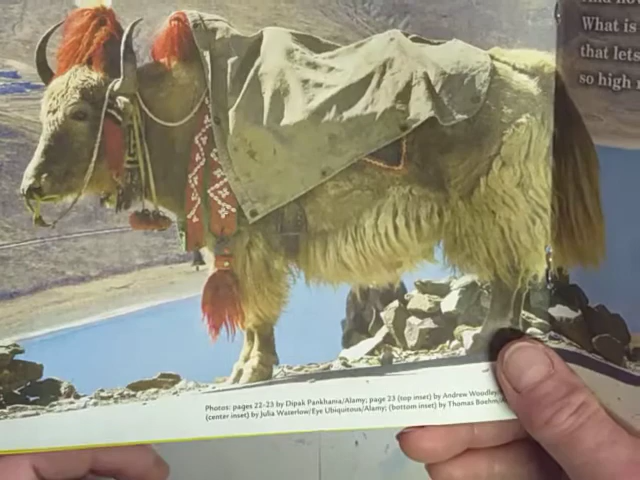 What is
that lets
so high
Photos: pages 22–23 by Dipak Pankhania/Alamy; page 23 (top inset) by Andrew Woodley
(center inset) by Julia Waterlow/Eye Ubiquitous/Alamy; (bottom inset) by Thomas Boehm/